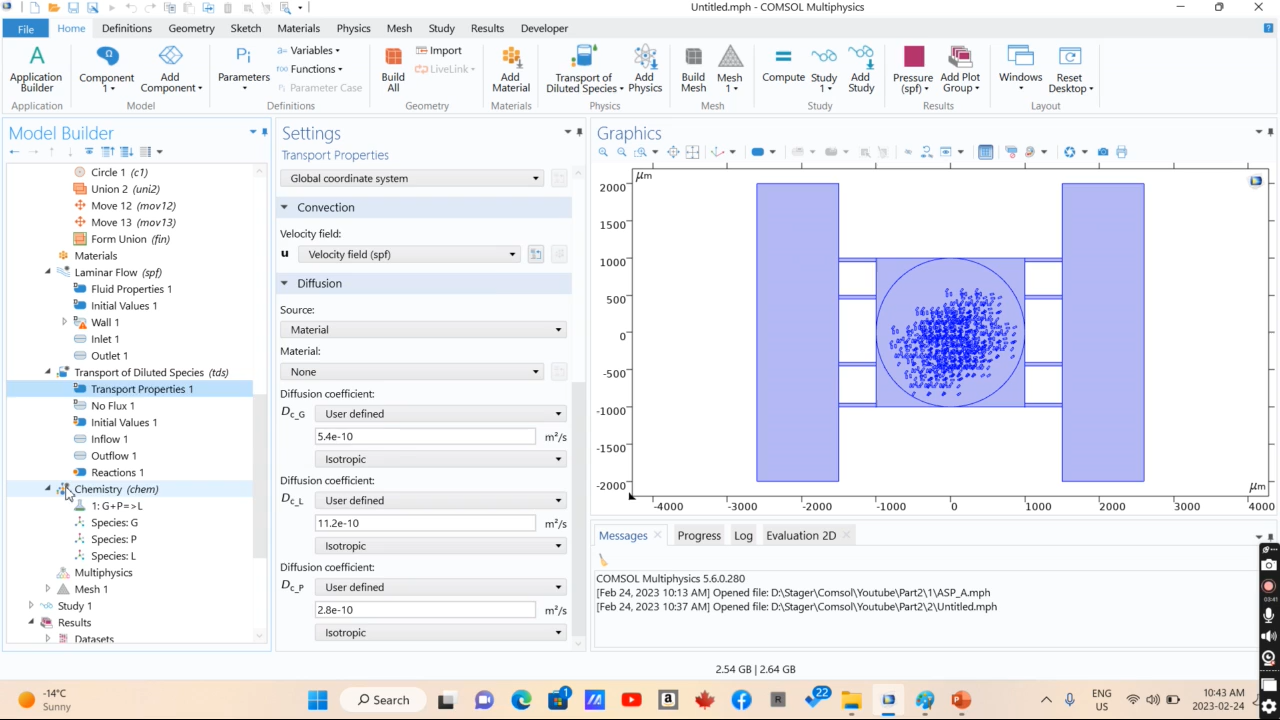 Untitled.mph - COMSOL Multiphysics
File Home Definitions Geometry Sketch Materials Physics Mesh Study Results Developer
Application Builder
Application
Component 1
Add Component
Model
Parameters
a= Variables
f(x) Functions
Parameter Case
Definitions
Build All
Import
LiveLink
Geometry
Add Material
Materials
Transport of Diluted Species
Add Physics
Physics
Build Mesh
Mesh 1
Mesh
Compute
Study 1
Add Study
Study
Pressure (spf)
Add Plot Group
Results
Windows
Reset Desktop
Layout
Model Builder
Circle 1 (c1)
Union 2 (uni2)
Move 12 (mov12)
Move 13 (mov13)
Form Union (fin)
Materials
Laminar Flow (spf)
Fluid Properties 1
Initial Values 1
Wall 1
Inlet 1
Outlet 1
Transport of Diluted Species (tds)
Transport Properties 1
No Flux 1
Initial Values 1
Inflow 1
Outflow 1
Reactions 1
Chemistry (chem)
1: G+P=>L
Species: G
Species: P
Species: L
Multiphysics
Mesh 1
Study 1
Results
Datasets
Settings
Transport Properties
Global coordinate system
Convection
Velocity field:
u Velocity field (spf)
Diffusion
Source:
Material
Material:
None
Diffusion coefficient:
Dc_G User defined
5.4e-10 m²/s
Isotropic
Diffusion coefficient:
Dc_L User defined
11.2e-10 m²/s
Isotropic
Diffusion coefficient:
Dc_P User defined
2.8e-10 m²/s
Isotropic
Graphics
µm
2000
1500
1000
500
0
-500
-1000
-1500
-2000
µm
-4000 -3000 -2000 -1000 0 1000 2000 3000 4000
Messages Progress Log Evaluation 2D
COMSOL Multiphysics 5.6.0.280
[Feb 24, 2023 10:13 AM] Opened file: D:\Stager\Comsol\Youtube\Part2\1\ASP_A.mph
[Feb 24, 2023 10:37 AM] Opened file: D:\Stager\Comsol\Youtube\Part2\2\Untitled.mph
03:41
2.54 GB | 2.64 GB
-14°C
Sunny
Search
1
22
ENG
US
10:43 AM
2023-02-24